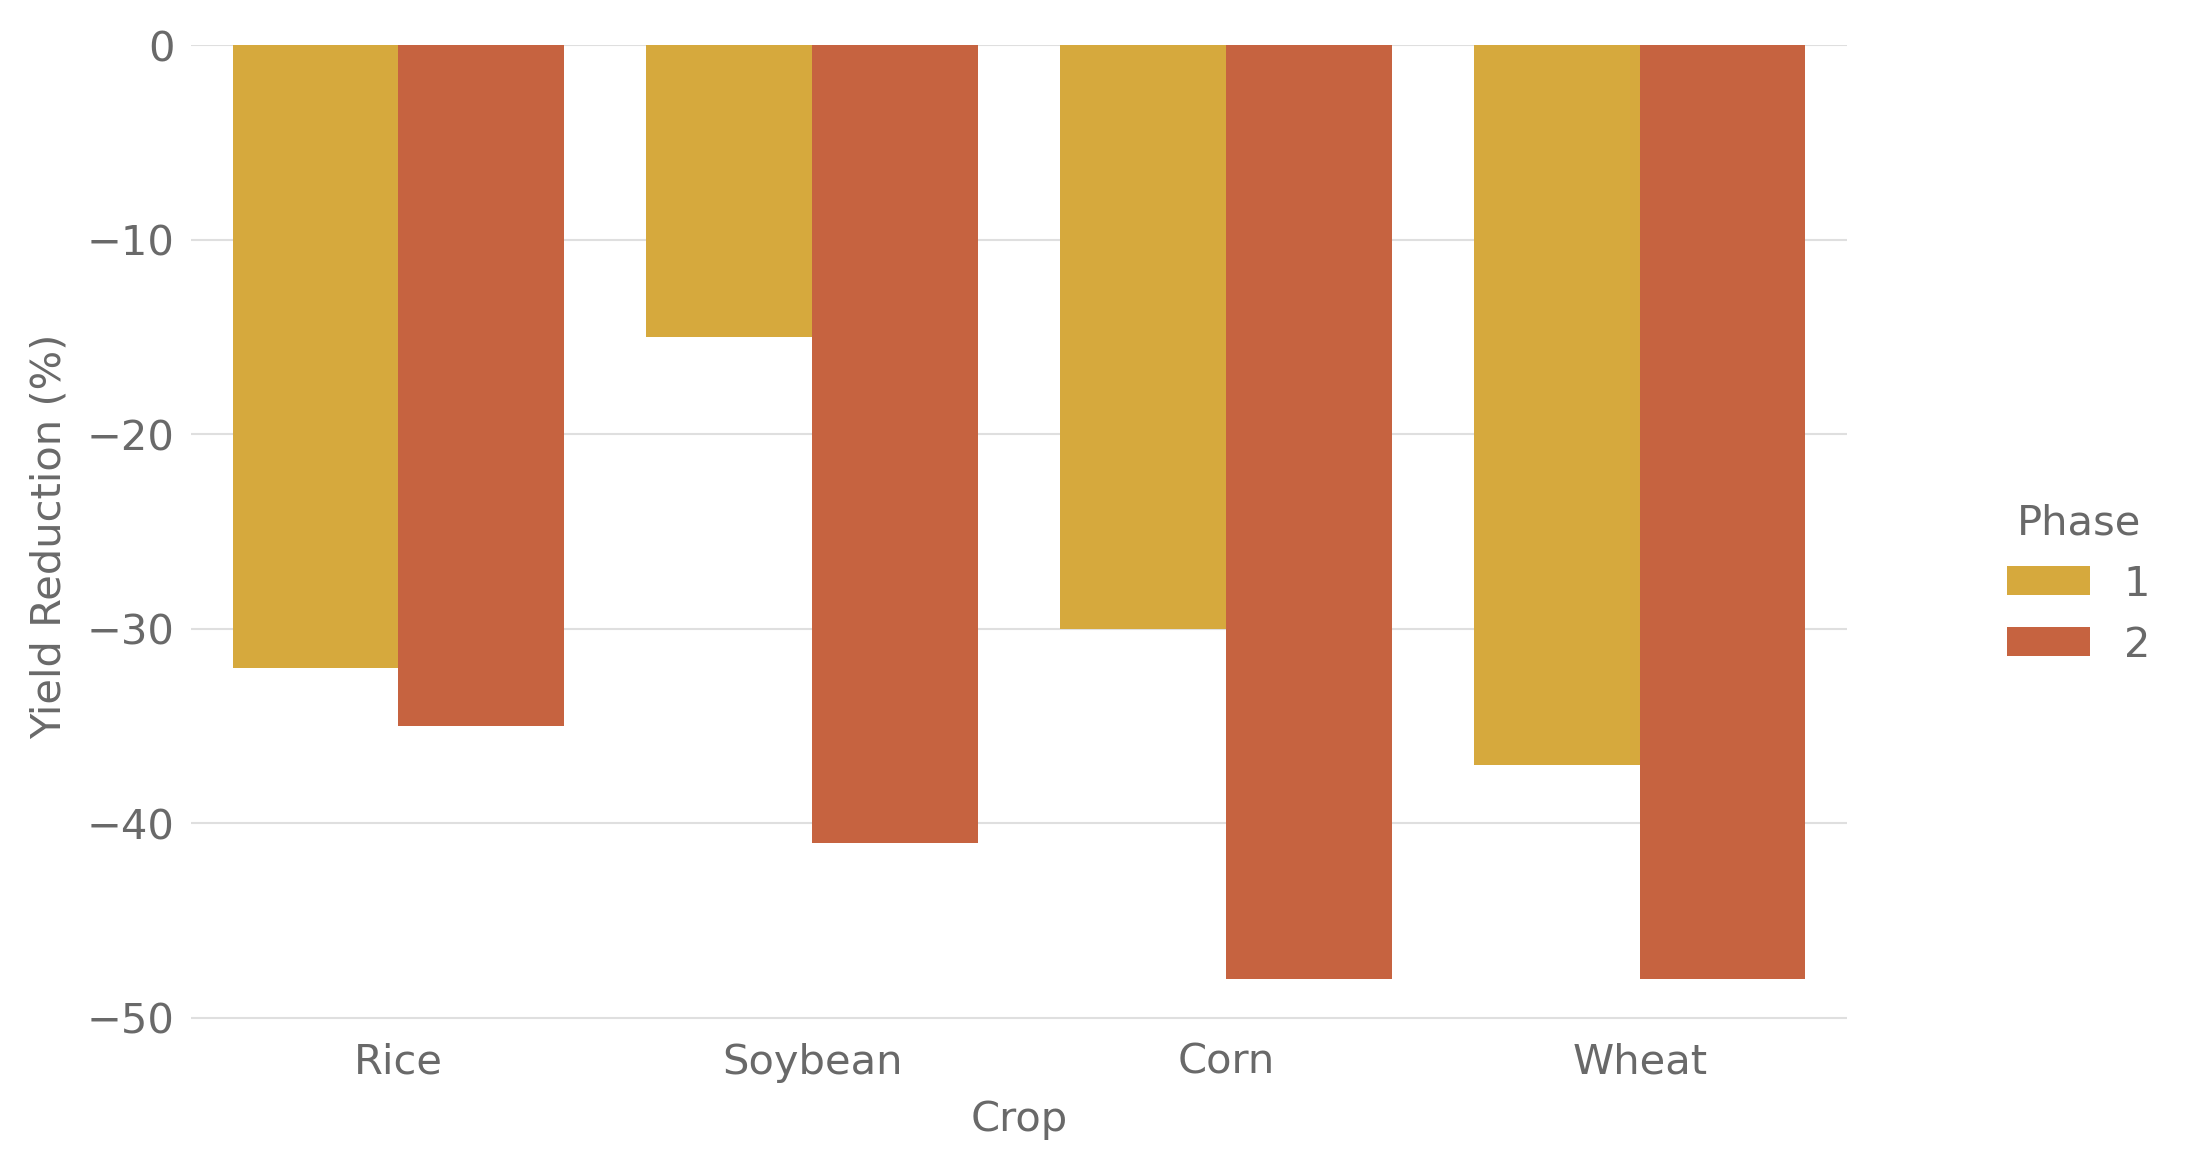 0
−10
−20
−30
−40
−50
Yield Reduction (%)
Rice
Soybean
Corn
Wheat
Crop
Phase
1
2